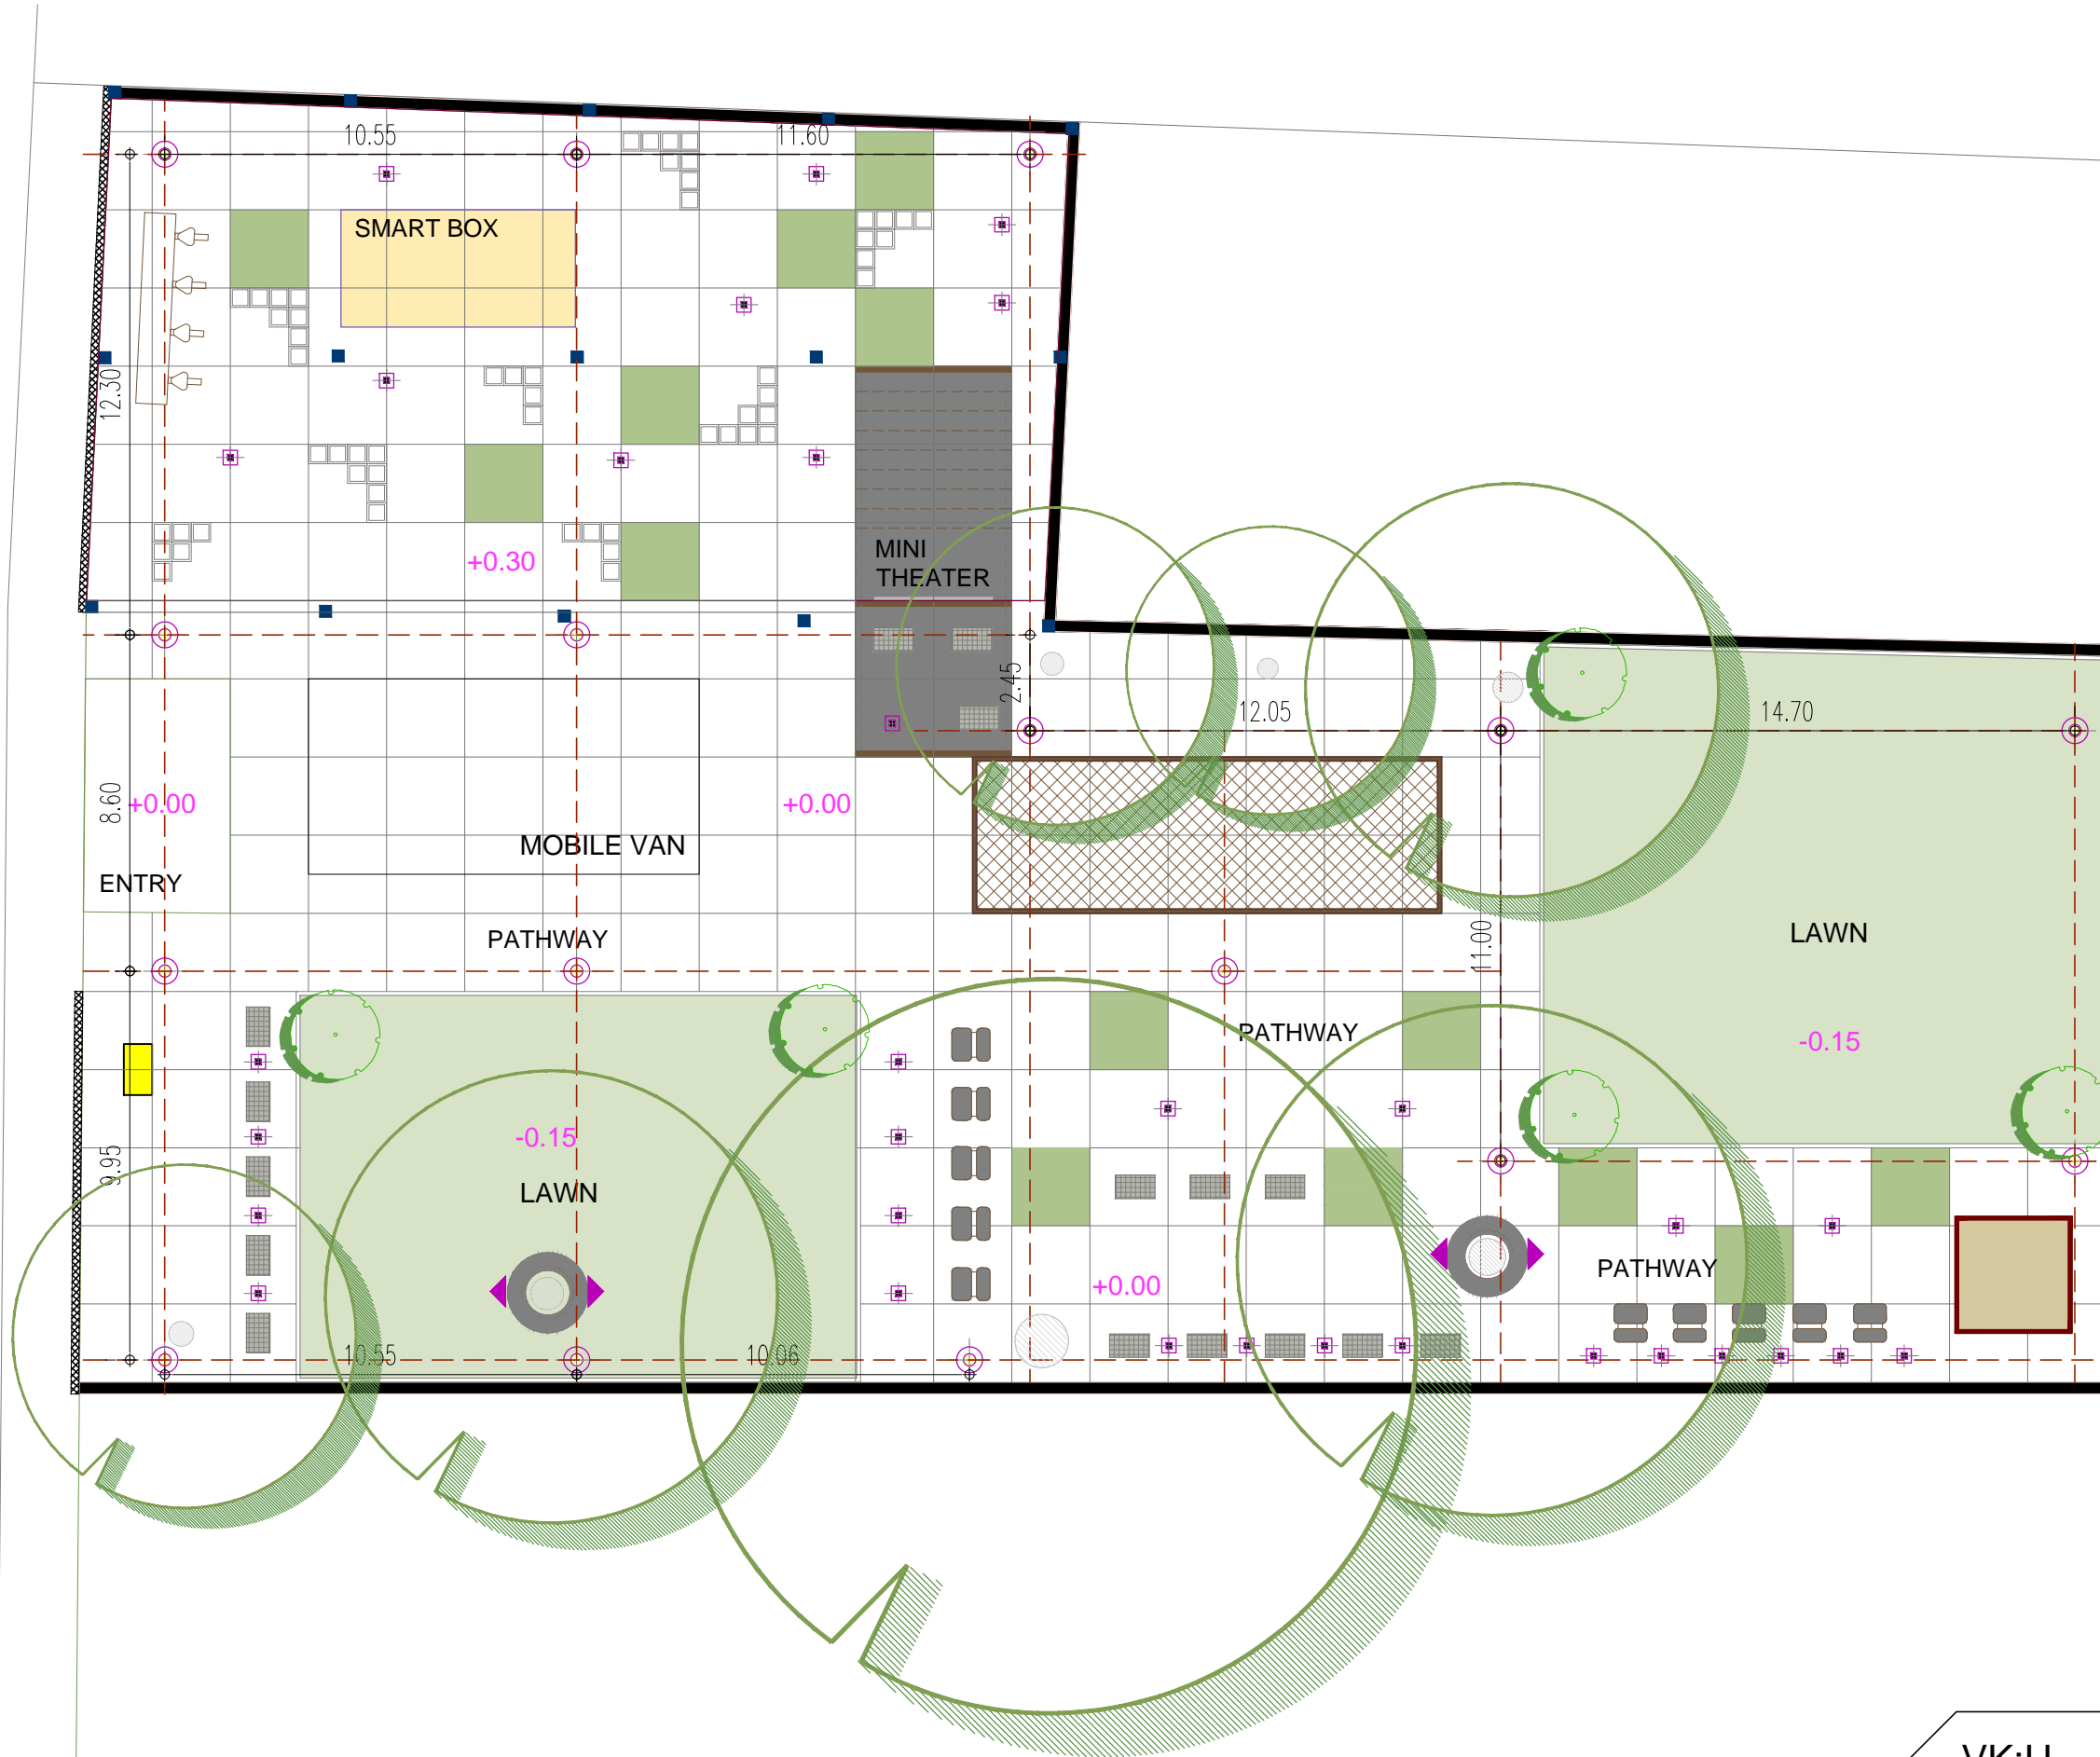 10.55
11.60
SMART BOX
12.30
+0.30
MINI
THEATER
2.45
12.05
14.70
8.60
+0.00
+0.00
MOBILE VAN
ENTRY
PATHWAY
11.00
LAWN
PATHWAY
-0.15
-0.15
9.95
LAWN
PATHWAY
+0.00
10.55
10.06